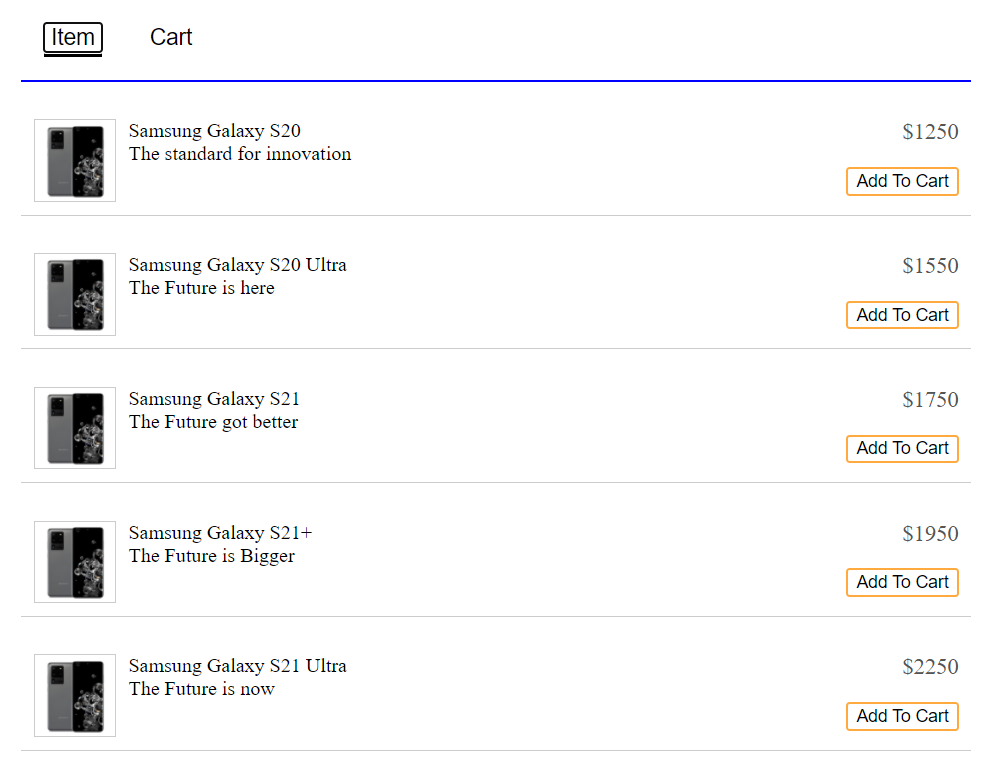 Item Cart
Samsung Galaxy S20 $1250
The standard for innovation
Add To Cart
Samsung Galaxy S20 Ultra $1550
The Future is here
Add To Cart
Samsung Galaxy S21 $1750
The Future got better
Add To Cart
Samsung Galaxy S21+ $1950
The Future is Bigger
Add To Cart
Samsung Galaxy S21 Ultra $2250
The Future is now
Add To Cart